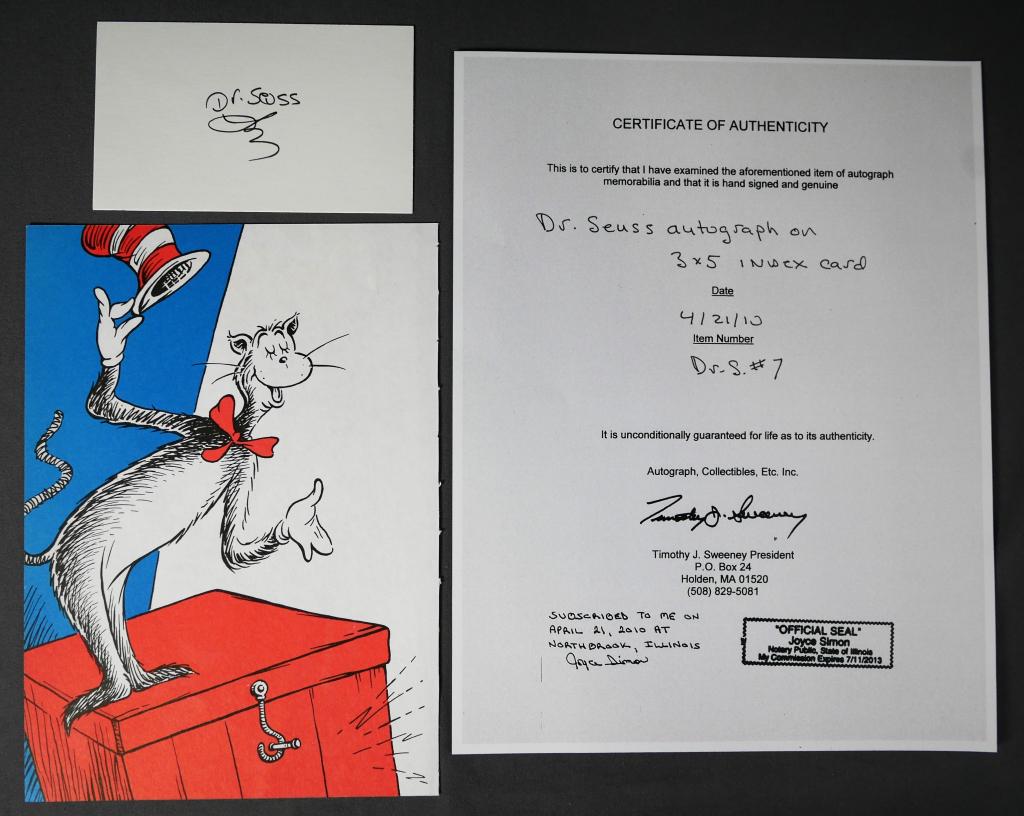 Dr. Seuss
CERTIFICATE OF AUTHENTICITY
This is to certify that I have examined the aforementioned item of autograph
memorabilia and that it is hand signed and genuine
Dr. Seuss autograph on
3x5 INDEX card
Date
4/21/10
Item Number
Dr. S. #7
It is unconditionally guaranteed for life as to its authenticity.
Autograph, Collectibles, Etc. Inc.
Timothy J. Sweeney
Timothy J. Sweeney President
P.O. Box 24
Holden, MA 01520
(508) 829-5081
SUBSCRIBED TO ME ON
APRIL 21, 2010 AT
NORTHBROOK, ILLINOIS
Joyce Simon
"OFFICIAL SEAL"
Joyce Simon
Notary Public, State of Illinois
My Commission Expires 7/11/2013